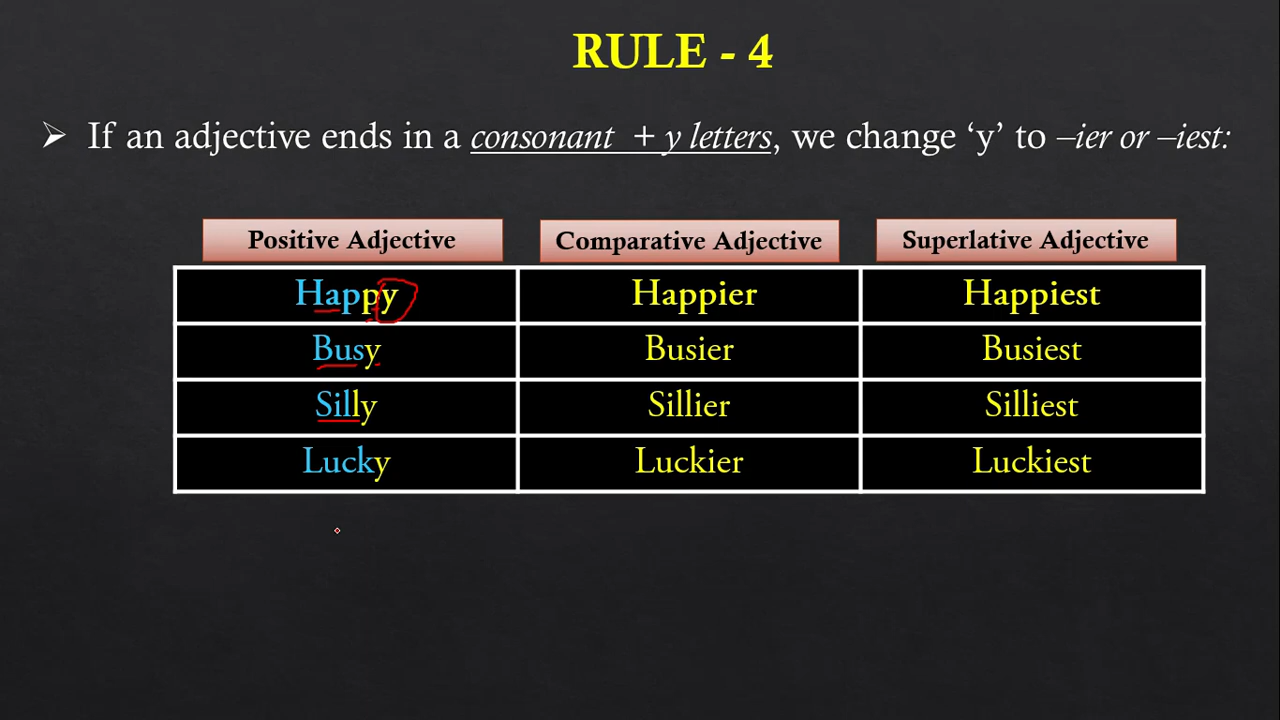 RULE - 4
➢ If an adjective ends in a consonant + y letters, we change ‘y’ to –ier or –iest:
Positive Adjective Comparative Adjective Superlative Adjective
Happy Happier Happiest
Busy Busier Busiest
Silly Sillier Silliest
Lucky Luckier Luckiest